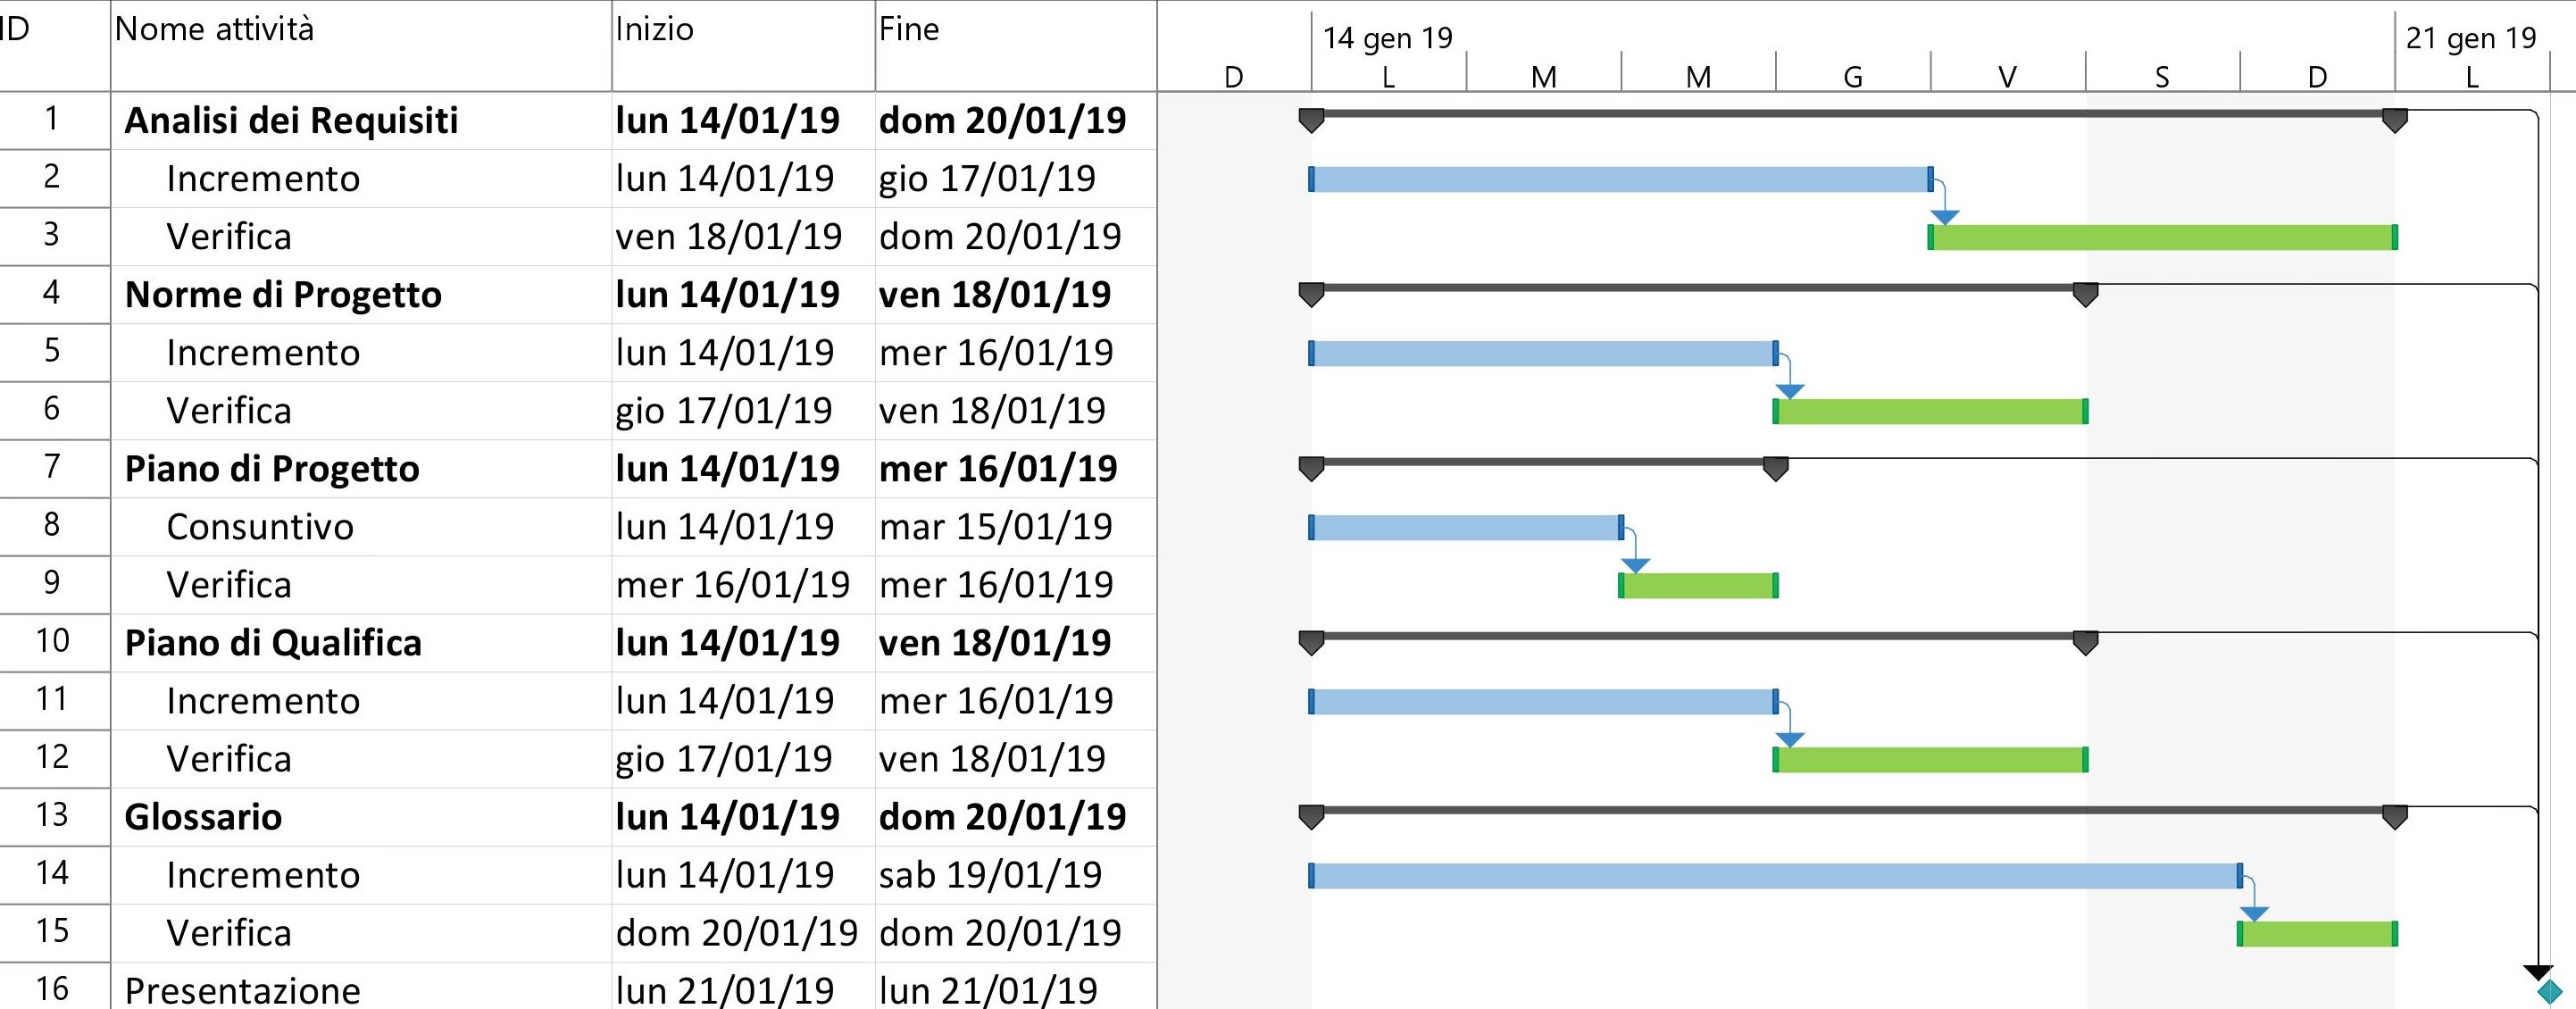 ID Nome attività Inizio Fine 14 gen 19 21 gen 19
D L M M G V S D L
1 Analisi dei Requisiti lun 14/01/19 dom 20/01/19
2 Incremento lun 14/01/19 gio 17/01/19
3 Verifica ven 18/01/19 dom 20/01/19
4 Norme di Progetto lun 14/01/19 ven 18/01/19
5 Incremento lun 14/01/19 mer 16/01/19
6 Verifica gio 17/01/19 ven 18/01/19
7 Piano di Progetto lun 14/01/19 mer 16/01/19
8 Consuntivo lun 14/01/19 mar 15/01/19
9 Verifica mer 16/01/19 mer 16/01/19
10 Piano di Qualifica lun 14/01/19 ven 18/01/19
11 Incremento lun 14/01/19 mer 16/01/19
12 Verifica gio 17/01/19 ven 18/01/19
13 Glossario lun 14/01/19 dom 20/01/19
14 Incremento lun 14/01/19 sab 19/01/19
15 Verifica dom 20/01/19 dom 20/01/19
16 Presentazione lun 21/01/19 lun 21/01/19